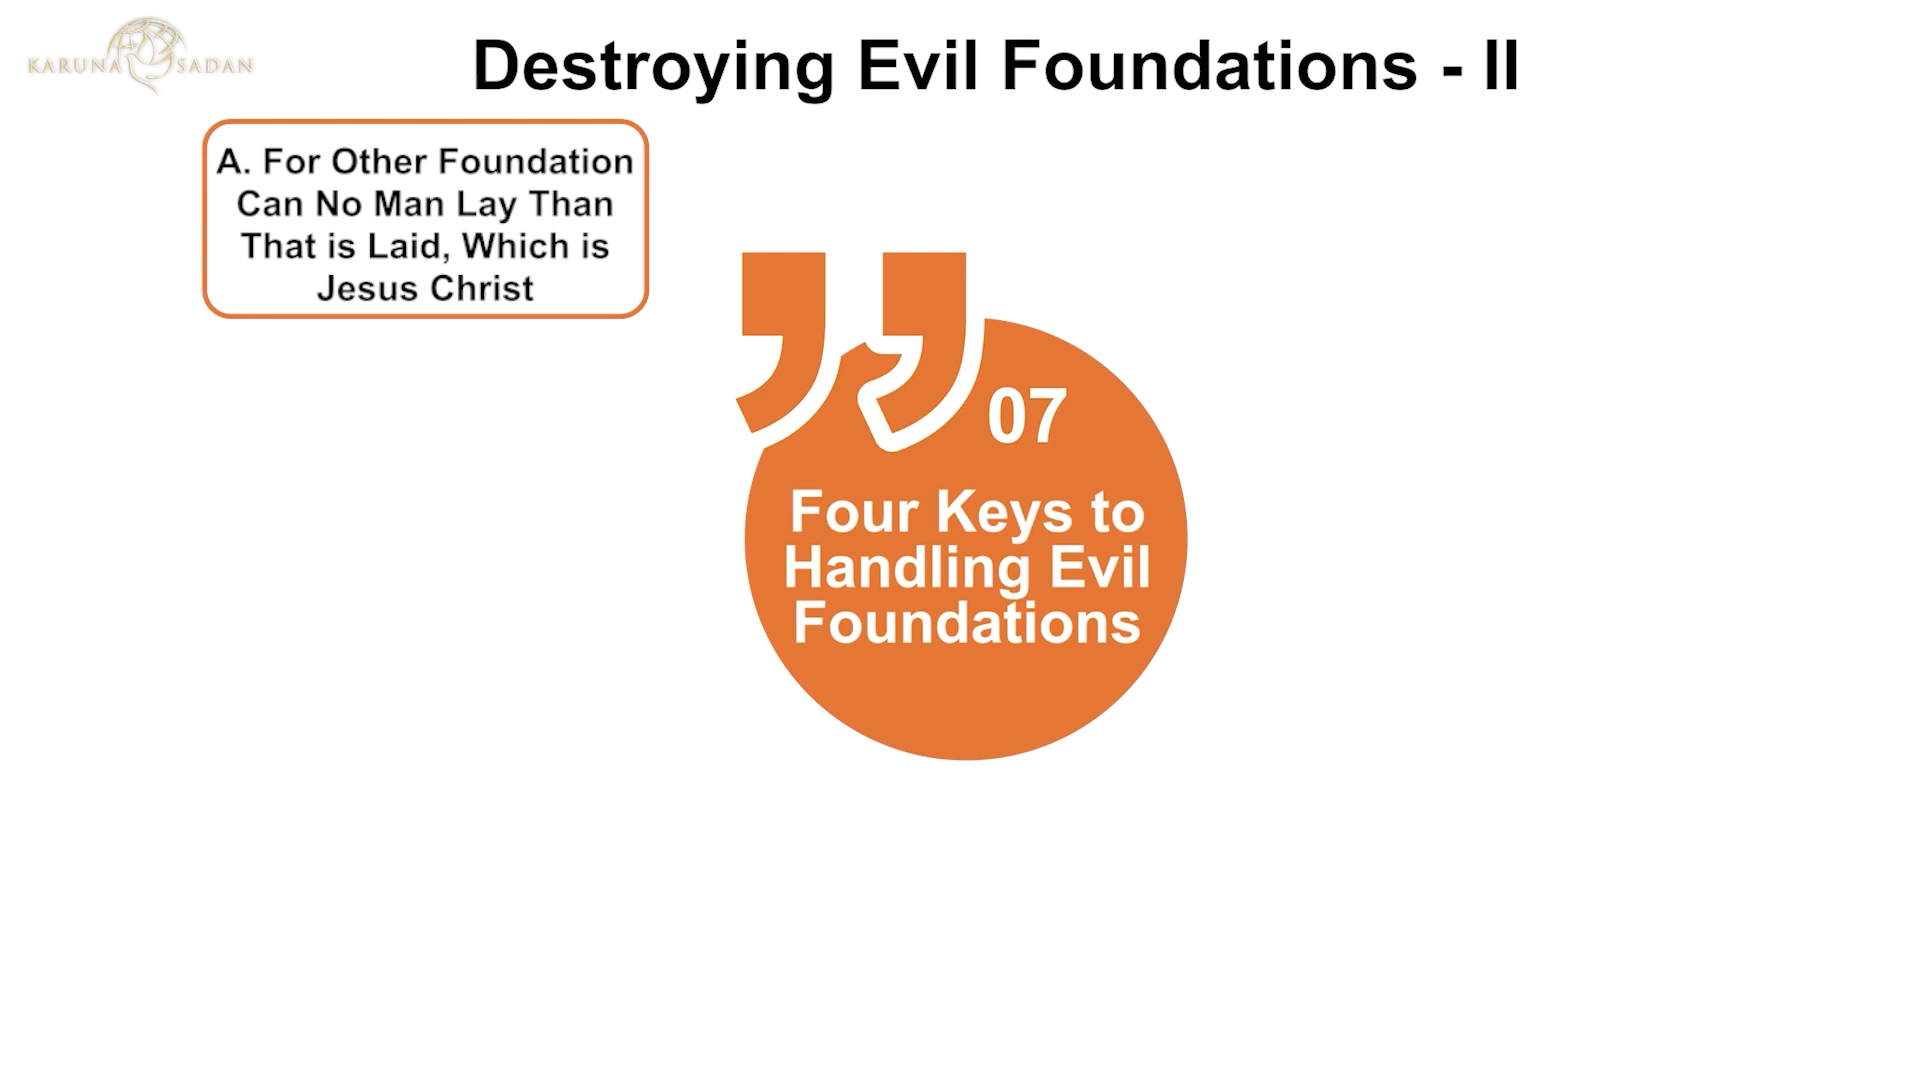 KARUNA SADAN
Destroying Evil Foundations - II
A. For Other Foundation
Can No Man Lay Than
That is Laid, Which is
Jesus Christ
07
Four Keys to
Handling Evil
Foundations